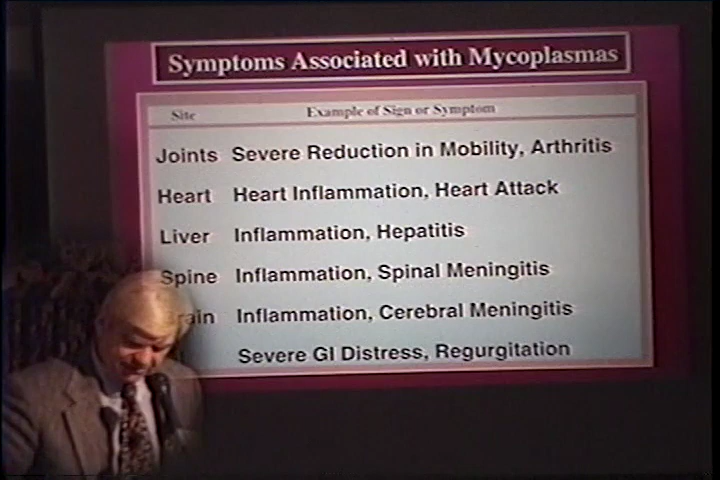 Symptoms Associated with Mycoplasmas
Site Example of Sign or Symptom
Joints Severe Reduction in Mobility, Arthritis
Heart Heart Inflammation, Heart Attack
Liver Inflammation, Hepatitis
Spine Inflammation, Spinal Meningitis
Inflammation, Cerebral Meningitis
Severe GI Distress, Regurgitation